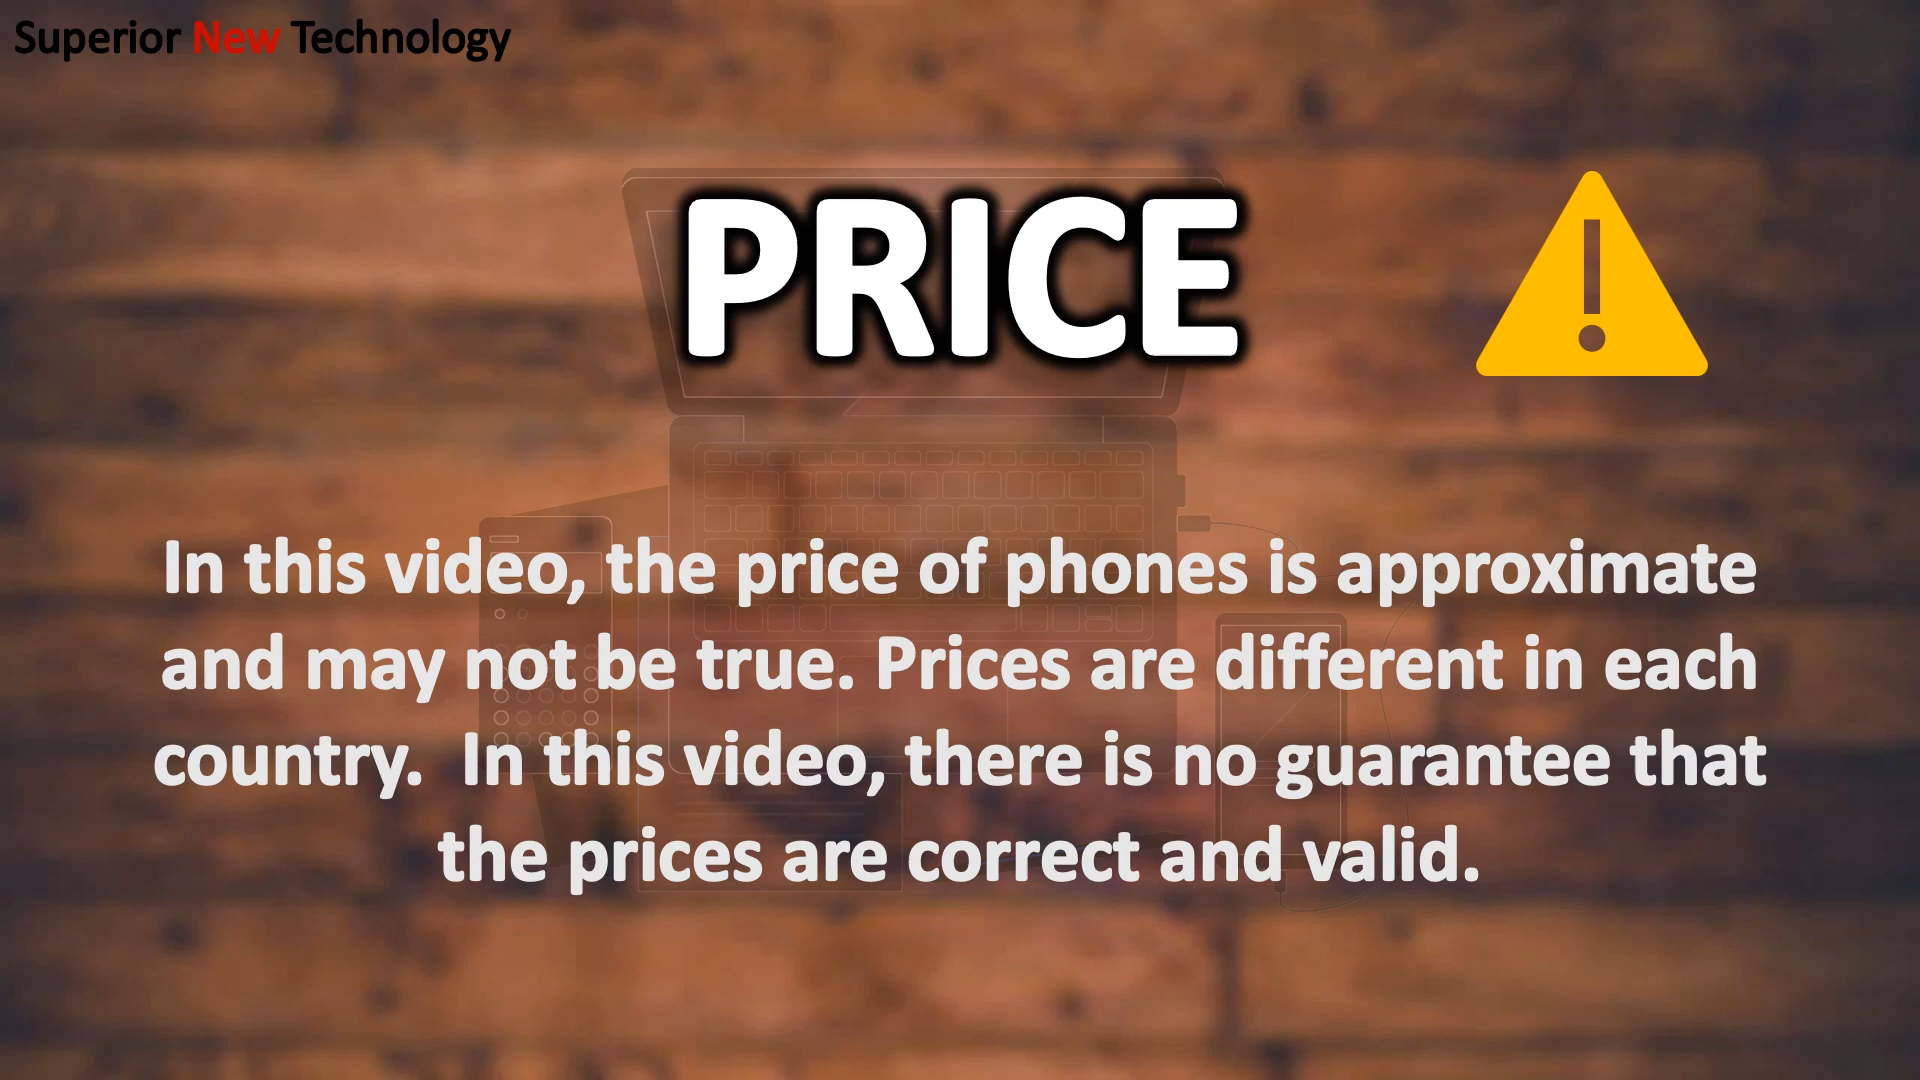 Superior New Technology
PRICE
In this video, the price of phones is approximate
and may not be true. Prices are different in each
country.  In this video, there is no guarantee that
the prices are correct and valid.